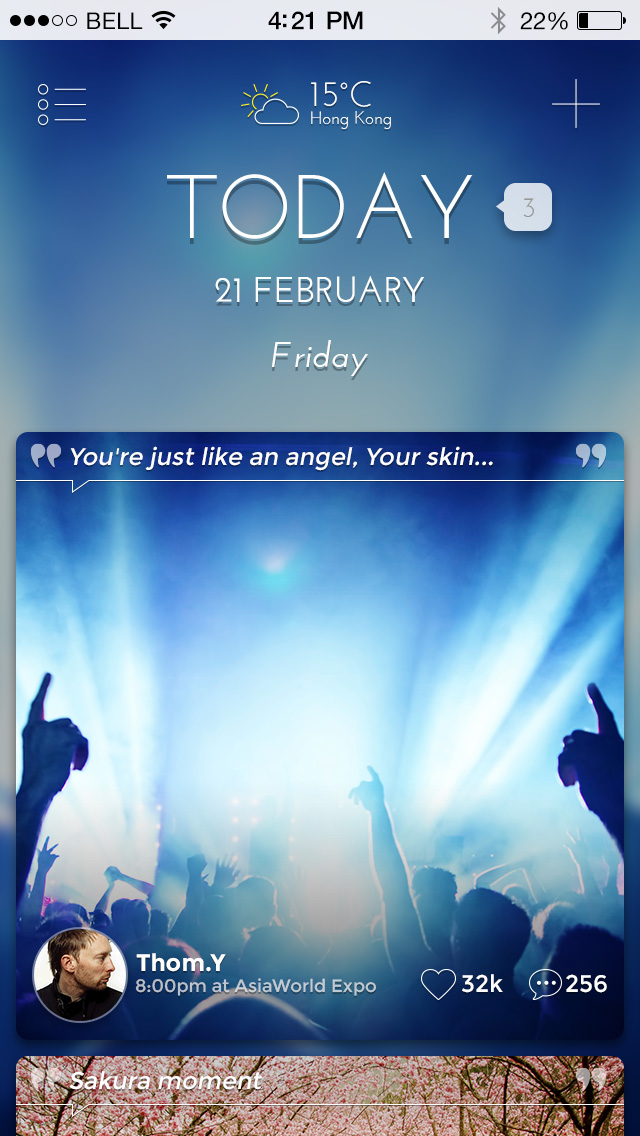 BELL 4:21 PM 22%
15°C
Hong Kong
TODAY 3
21 FEBRUARY
Friday
You're just like an angel, Your skin...
Thom.Y
8:00pm at AsiaWorld Expo
32k 256
Sakura moment